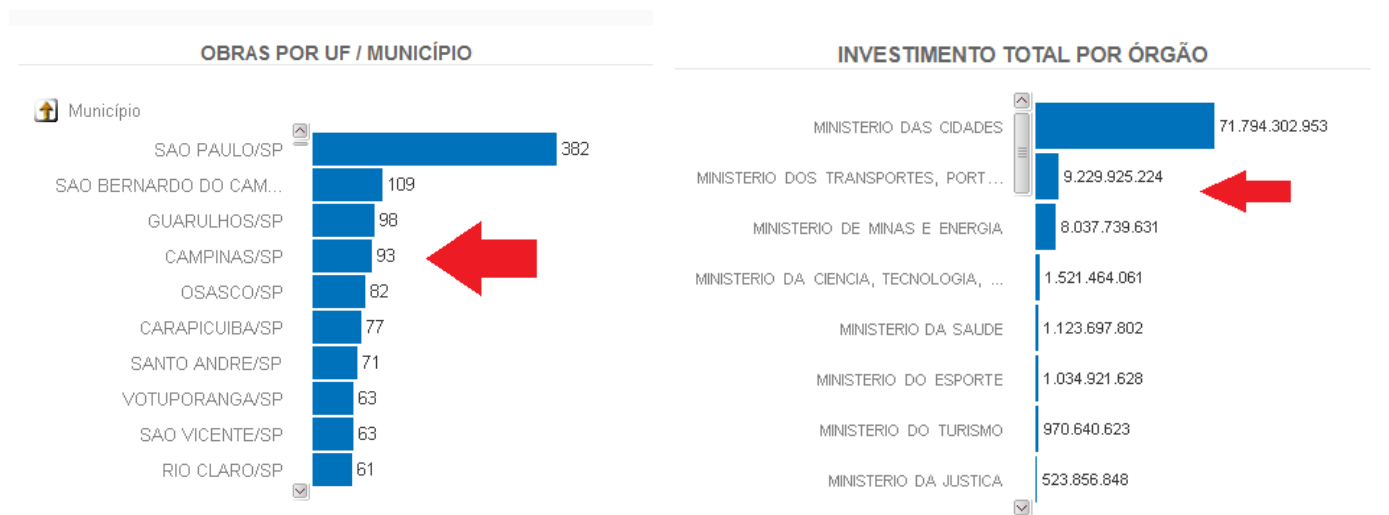 OBRAS POR UF / MUNICÍPIO
Município
SAO PAULO/SP 382
SAO BERNARDO DO CAM... 109
GUARULHOS/SP 98
CAMPINAS/SP 93
OSASCO/SP 82
CARAPICUIBA/SP 77
SANTO ANDRE/SP 71
VOTUPORANGA/SP 63
SAO VICENTE/SP 63
RIO CLARO/SP 61
INVESTIMENTO TOTAL POR ÓRGÃO
MINISTERIO DAS CIDADES 71.794.302.953
MINISTERIO DOS TRANSPORTES, PORT... 9.229.925.224
MINISTERIO DE MINAS E ENERGIA 8.037.739.631
MINISTERIO DA CIENCIA, TECNOLOGIA, ... 1.521.464.061
MINISTERIO DA SAUDE 1.123.697.802
MINISTERIO DO ESPORTE 1.034.921.628
MINISTERIO DO TURISMO 970.640.623
MINISTERIO DA JUSTICA 523.856.848